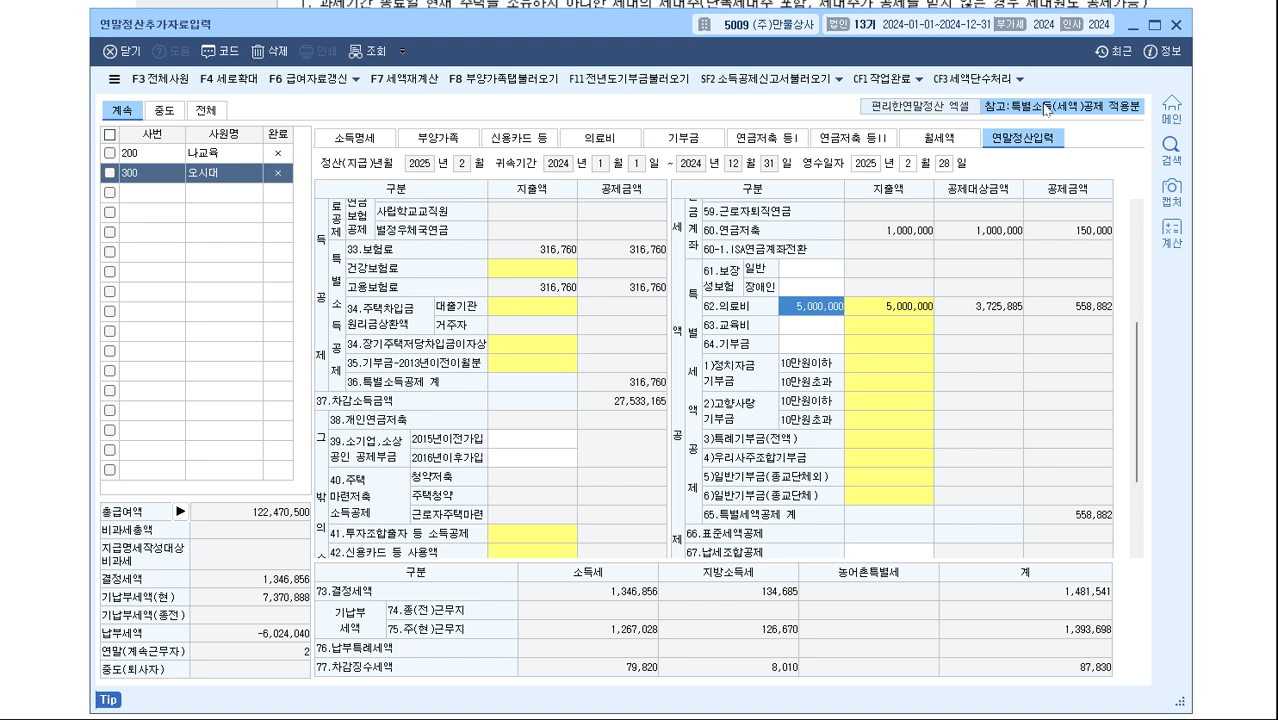 1. 과세기간 종료일 현재 주택을 소유하지 아니한 세대의 세대주(단독세대주 포함, 세대주가 공제를 받지 않는 경우 세대원도 공제가능)
연말정산추가자료입력
5009 (주)만물상사 법인 13기 2024-01-01~2024-12-31 부가세 2024 인사 2024
닫기 도움 코드 삭제 인쇄 조회 최근 정보
F3 전체사원 F4 세로확대 F6 급여자료갱신 F7 세액재계산 F8 부양가족탭불러오기 F11전년도기부금불러오기 SF2 소득공제신고서불러오기 CF1 작업완료 CF3세액단수처리
계속 중도 전체
편리한연말정산 엑셀 참고:특별소득(세액)공제 적용분
메인
검색
캡처
계산
사번 사원명 완료
200 나교육 ×
300 오시대 ×
소득명세 부양가족 신용카드 등 의료비 기부금 연금저축 등I 연금저축 등II 월세액 연말정산입력
정산(지급)년월 2025 년 2 월 귀속기간 2024 년 1 월 1 일 ~ 2024 년 12 월 31 일 영수일자 2025 년 2 월 28 일
구분 지출액 공제금액
득 공 제
료 공 제
연금 보험 공제
사립학교교직원
별정우체국연금
특 별 소 득 공 제
33.보험료 316,760 316,760
건강보험료
고용보험료 316,760 316,760
34.주택차입금 원리금상환액 대출기관
거주자
34.장기주택저당차입금이자상
35.기부금-2013년이전이월분
36.특별소득공제 계 316,760
37.차감소득금액 27,533,165
그 밖 의 소
38.개인연금저축
39.소기업,소상공인 공제부금 2015년이전가입
2016년이후가입
40.주택 마련저축 소득공제 청약저축
주택청약
근로자주택마련
41.투자조합출자 등 소득공제
42.신용카드 등 사용액
구분 지출액 공제대상금액 공제금액
세 액 공 제
금 계 좌
59.근로자퇴직연금
60.연금저축 1,000,000 1,000,000 150,000
60-1.ISA연금계좌전환
특 별 세 액 공 제
61.보장성보험 일반
장애인
62.의료비 5,000,000 5,000,000 3,725,885 558,882
63.교육비
64.기부금
1)정치자금 기부금 10만원이하
10만원초과
2)고향사랑 기부금 10만원이하
10만원초과
3)특례기부금(전액)
4)우리사주조합기부금
5)일반기부금(종교단체외)
6)일반기부금(종교단체)
65.특별세액공제 계 558,882
66.표준세액공제
67.납세조합공제
총급여액 122,470,500
비과세총액
지급명세작성대상 비과세
결정세액 1,346,856
기납부세액(현) 7,370,888
기납부세액(종전)
납부세액 -6,024,040
연말(계속근무자) 2
중도(퇴사자)
구분 소득세 지방소득세 농어촌특별세 계
73.결정세액 1,346,856 134,685 1,481,541
기납부 세액 74.종(전)근무지
75.주(현)근무지 1,267,028 126,670 1,393,698
76.납부특례세액
77.차감징수세액 79,820 8,010 87,830
Tip